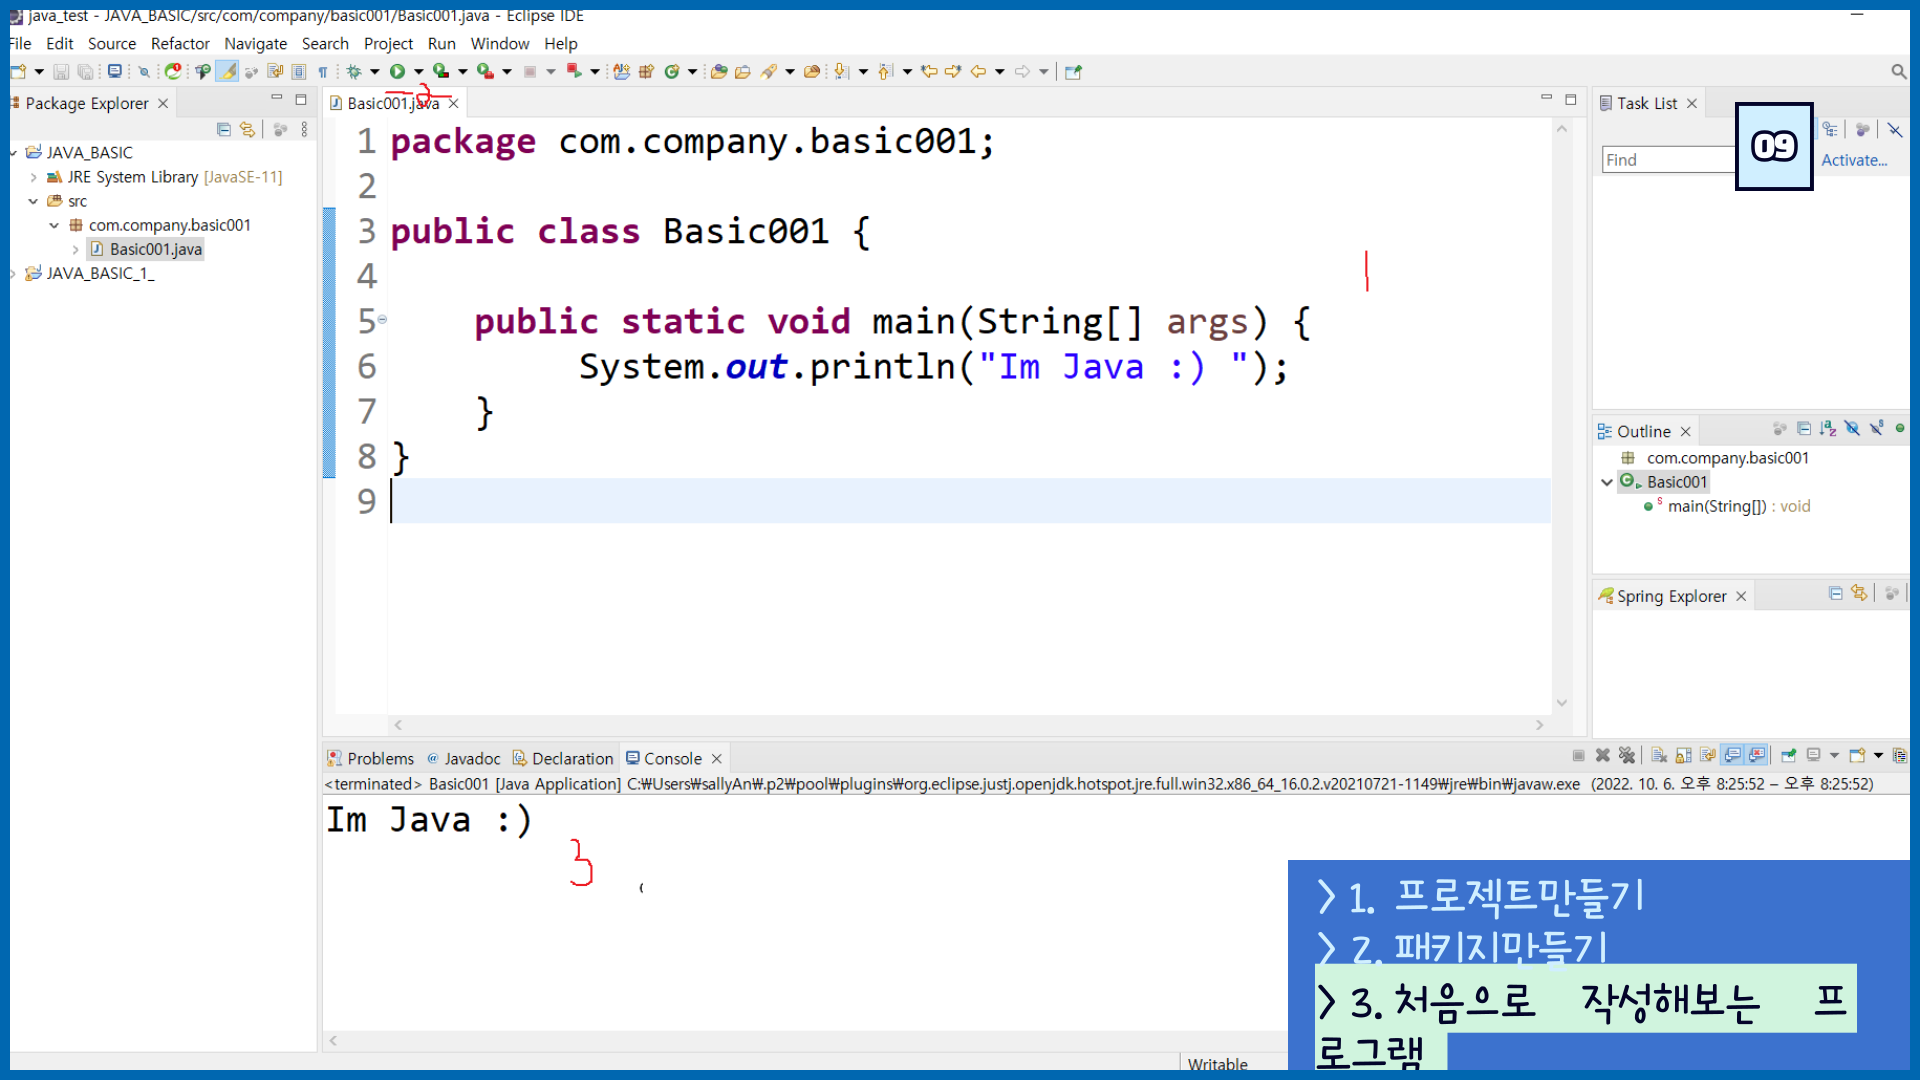 java_test - JAVA_BASIC/src/com/company/basic001/Basic001.java - Eclipse IDE
File Edit Source Refactor Navigate Search Project Run Window Help
Package Explorer
JAVA_BASIC
JRE System Library [JavaSE-11]
src
com.company.basic001
Basic001.java
JAVA_BASIC_1_
Basic001.java
2
1 package com.company.basic001;
2
3 public class Basic001 {
4
1
5 public static void main(String[] args) {
6 System.out.println("Im Java :) ");
7 }
8 }
9
Task List
09
Find
Activate...
Outline
com.company.basic001
Basic001
main(String[]) : void
Spring Explorer
Problems @ Javadoc Declaration Console
<terminated> Basic001 [Java Application] C:₩Users₩sallyAn₩.p2₩pool₩plugins₩org.eclipse.justj.openjdk.hotspot.jre.full.win32.x86_64_16.0.2.v20210721-1149₩jre₩bin₩javaw.exe (2022. 10. 6. 오후 8:25:52 – 오후 8:25:52)
Im Java :)
3
> 1. 프로젝트만들기
> 2. 패키지만들기
> 3. 처음으로 작성해보는 프
로그램
Writable